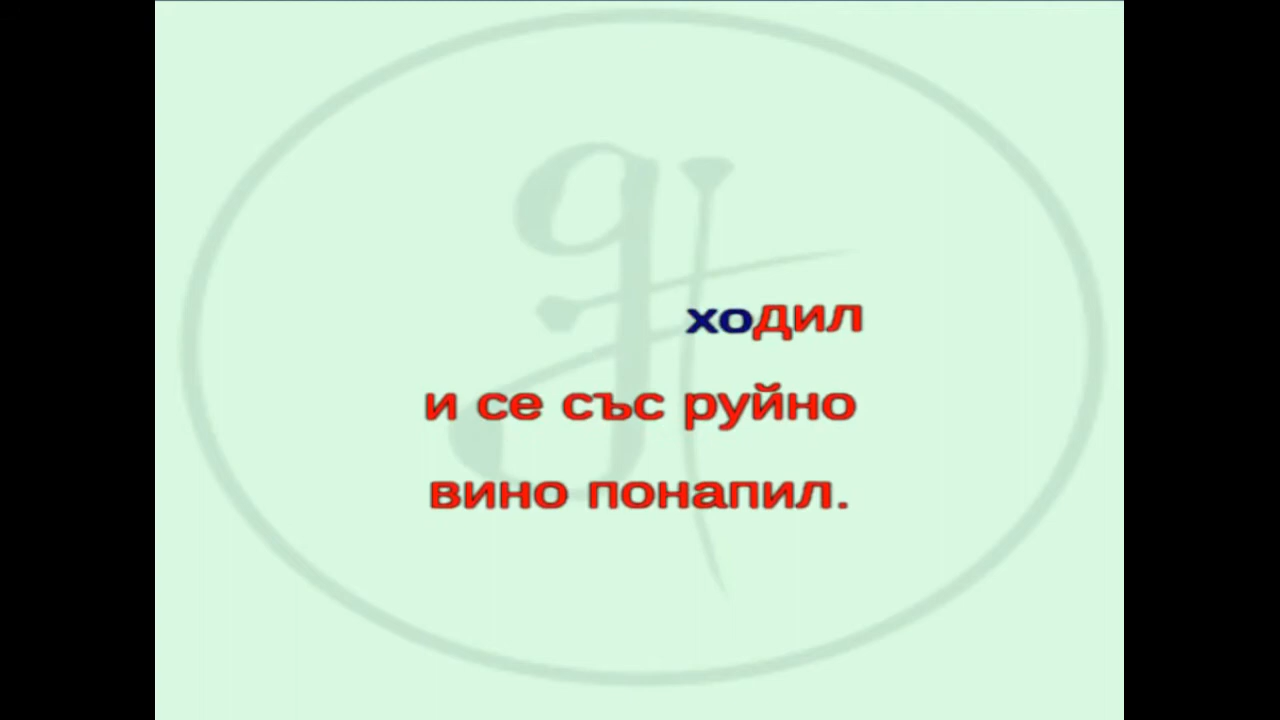 ходил
и се със руйно
вино понапил.